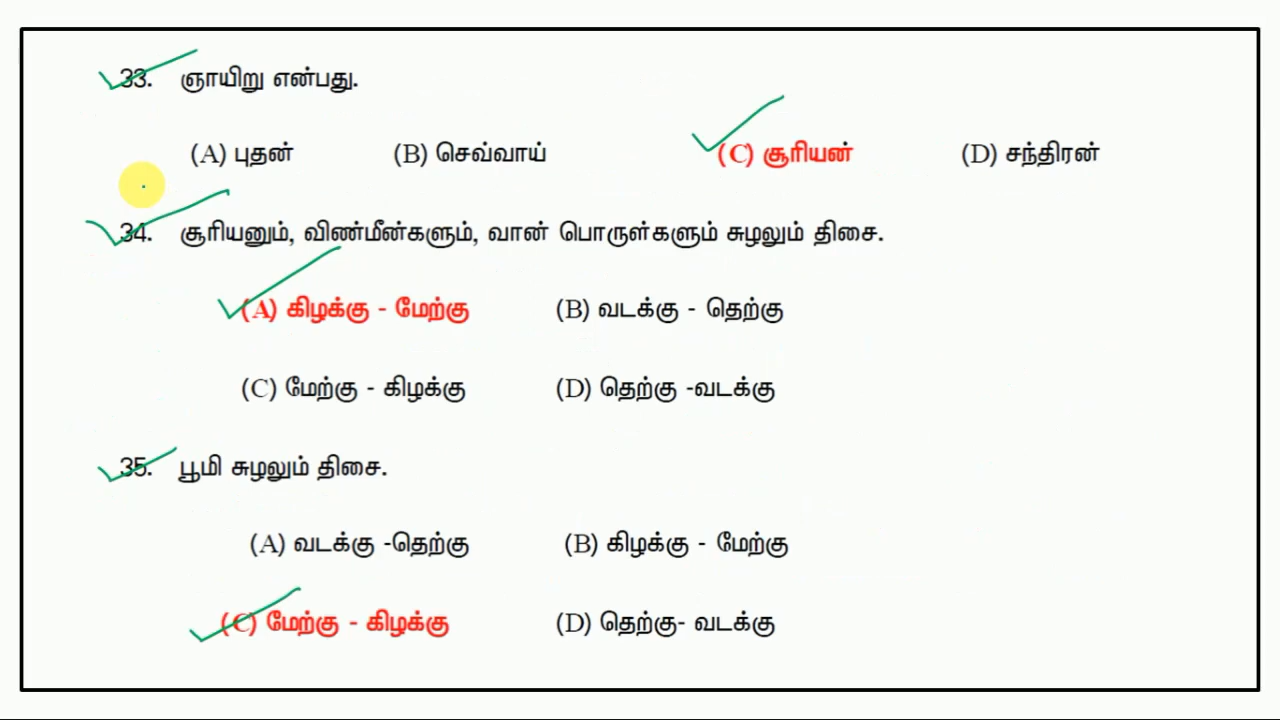 33. ஞாயிறு என்பது.
(A) புதன் (B) செவ்வாய் (C) சூரியன் (D) சந்திரன்
34. சூரியனும், விண்மீன்களும், வான் பொருள்களும் சுழலும் திசை.
(A) கிழக்கு - மேற்கு (B) வடக்கு - தெற்கு
(C) மேற்கு - கிழக்கு (D) தெற்கு -வடக்கு
35. பூமி சுழலும் திசை.
(A) வடக்கு -தெற்கு (B) கிழக்கு - மேற்கு
(C) மேற்கு - கிழக்கு (D) தெற்கு- வடக்கு